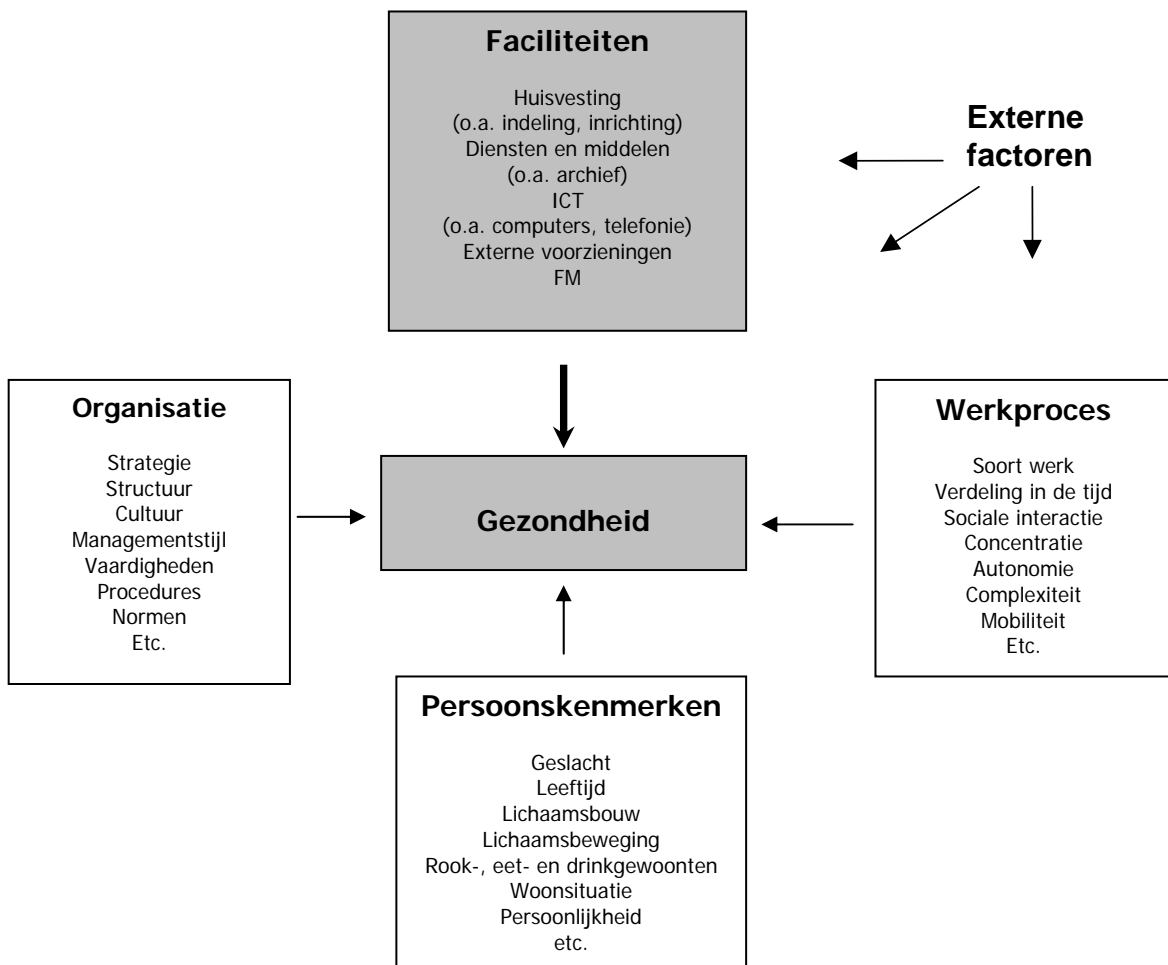 Faciliteiten
Huisvesting
(o.a. indeling, inrichting)
Diensten en middelen
(o.a. archief)
ICT
(o.a. computers, telefonie)
Externe voorzieningen
FM
Externe
factoren
Organisatie
Strategie
Structuur
Cultuur
Managementstijl
Vaardigheden
Procedures
Normen
Etc.
Gezondheid
Werkproces
Soort werk
Verdeling in de tijd
Sociale interactie
Concentratie
Autonomie
Complexiteit
Mobiliteit
Etc.
Persoonskenmerken
Geslacht
Leeftijd
Lichaamsbouw
Lichaamsbeweging
Rook-, eet- en drinkgewoonten
Woonsituatie
Persoonlijkheid
etc.